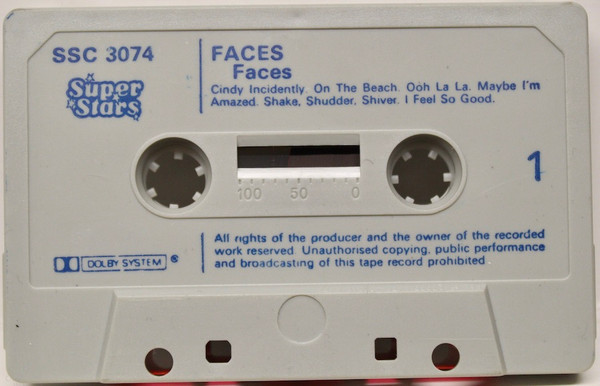 SSC 3074
Super
Stars
FACES
Faces
Cindy Incidently. On The Beach. Ooh La La. Maybe I'm
Amazed. Shake, Shudder, Shiver. I Feel So Good.
100 50 0
1
DOLBY SYSTEM ®
All rights of the producer and the owner of the recorded
work reserved. Unauthorised copying, public performance
and broadcasting of this tape record prohibited.